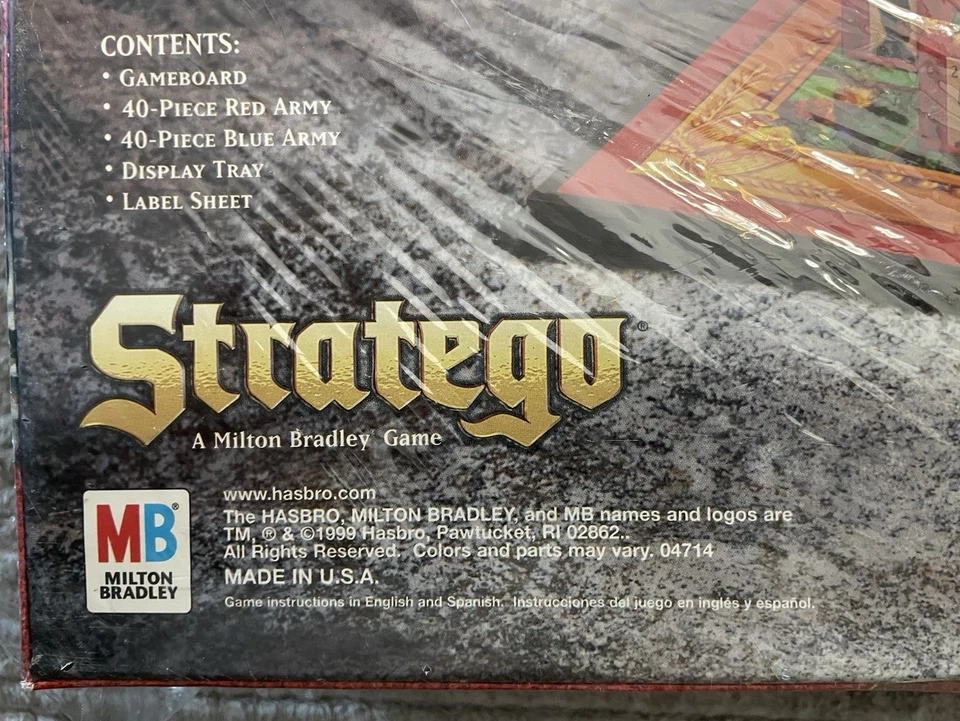 CONTENTS:
• GAMEBOARD
• 40-PIECE RED ARMY
• 40-PIECE BLUE ARMY
• DISPLAY TRAY
• LABEL SHEET
Stratego®
A Milton Bradley® Game
MB®
MILTON
BRADLEY
www.hasbro.com
The HASBRO, MILTON BRADLEY, and MB names and logos are
TM, ® & ©1999 Hasbro, Pawtucket, RI 02862..
All Rights Reserved. Colors and parts may vary. 04714
MADE IN U.S.A.
Game instructions in English and Spanish. Instrucciones del juego en inglés y español.